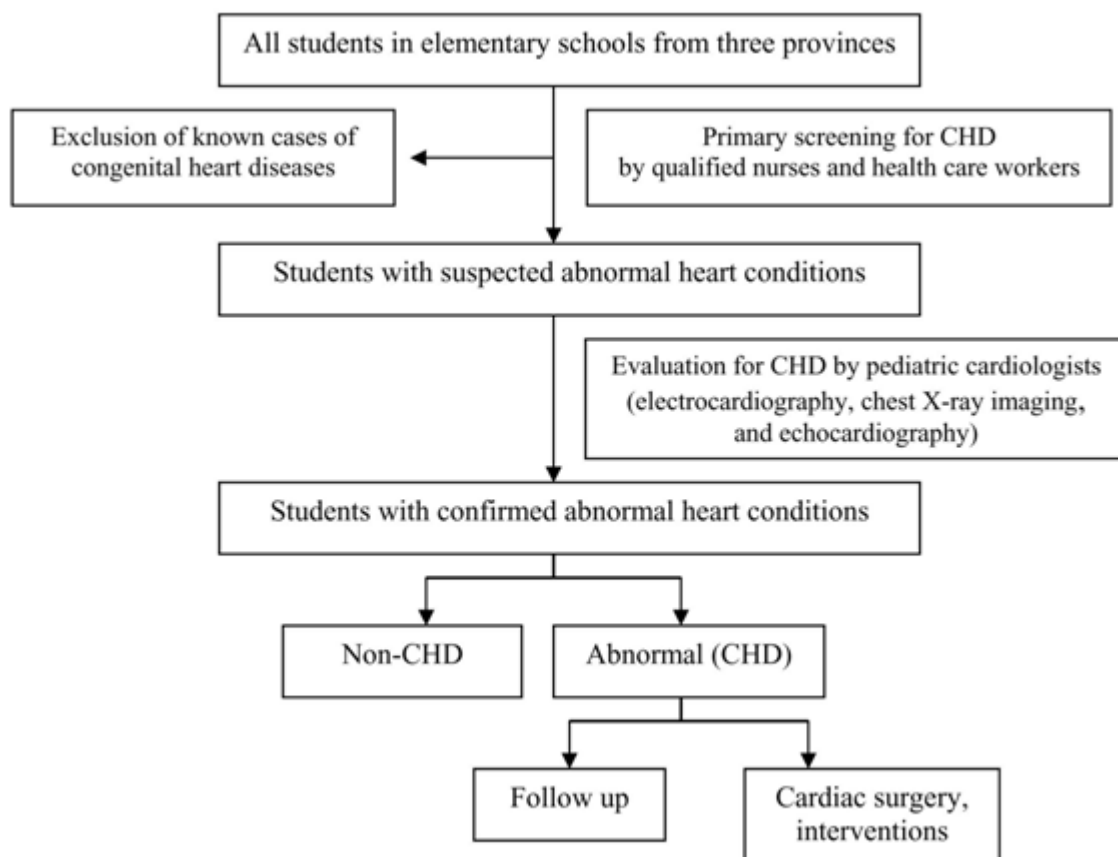 All students in elementary schools from three provinces
Exclusion of known cases of
congenital heart diseases
Primary screening for CHD
by qualified nurses and health care workers
Students with suspected abnormal heart conditions
Evaluation for CHD by pediatric cardiologists
(electrocardiography, chest X-ray imaging,
and echocardiography)
Students with confirmed abnormal heart conditions
Non-CHD
Abnormal (CHD)
Follow up
Cardiac surgery,
interventions